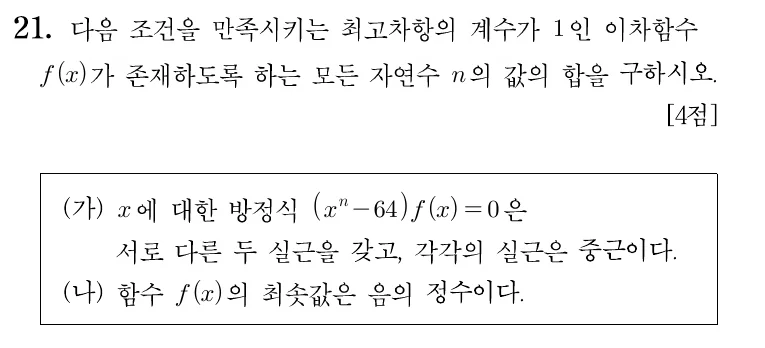 21. 다음 조건을 만족시키는 최고차항의 계수가 1인 이차함수
f(x)가 존재하도록 하는 모든 자연수 n의 값의 합을 구하시오.
[4점]
(가) x에 대한 방정식 (xⁿ−64)f(x)=0은
서로 다른 두 실근을 갖고, 각각의 실근은 중근이다.
(나) 함수 f(x)의 최솟값은 음의 정수이다.